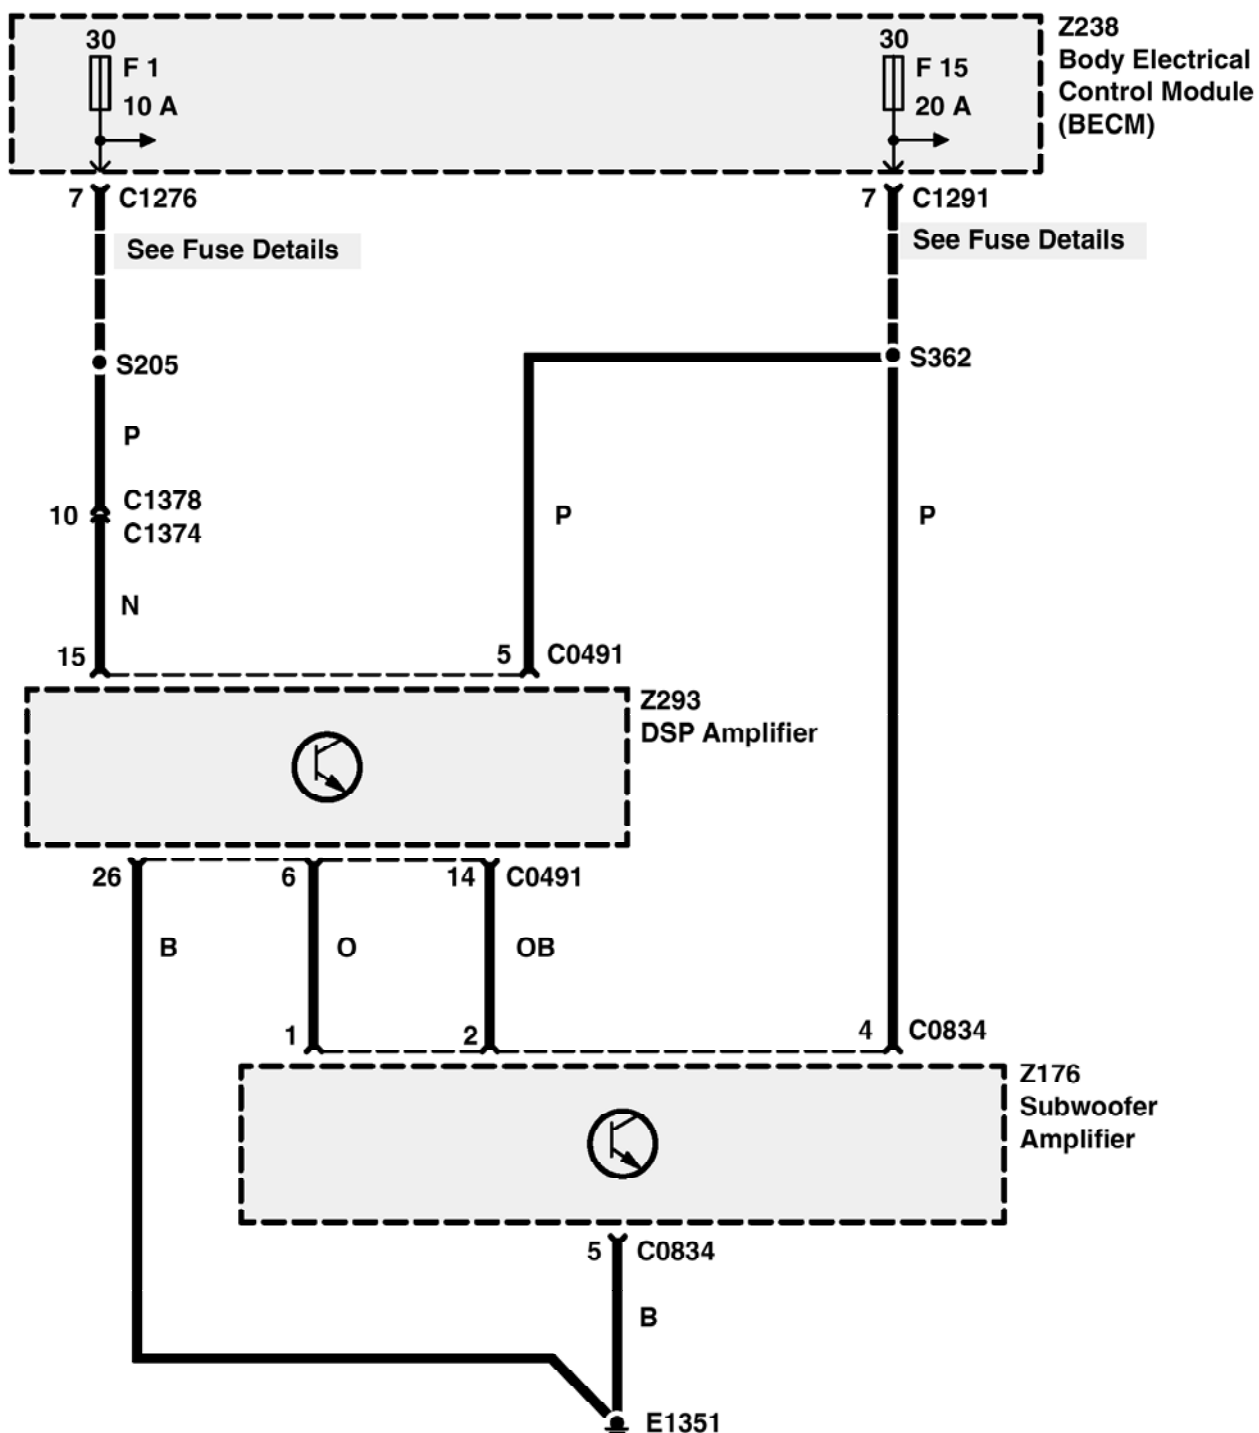 30
F 1
10 A
30
F 15
20 A
Z238
Body Electrical
Control Module
(BECM)
7
C1276
7
C1291
See Fuse Details
See Fuse Details
S205
S362
P
10
C1378
C1374
P
P
N
15
5
C0491
Z293
DSP Amplifier
26
6
14
C0491
B
O
OB
1
2
4
C0834
Z176
Subwoofer
Amplifier
5
C0834
B
E1351